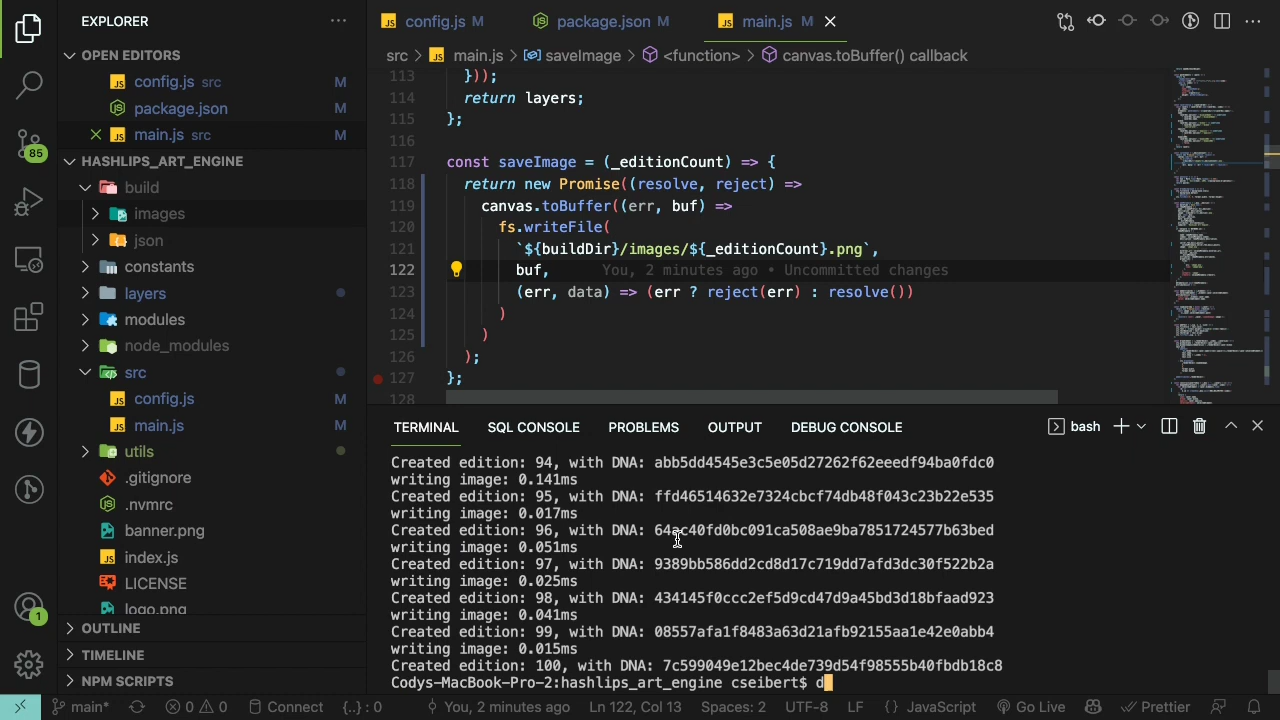 EXPLORER
OPEN EDITORS
config.js src M
package.json M
main.js src M
HASHLIPS_ART_ENGINE
build
images
json
constants
layers
modules
node_modules
src
config.js M
main.js M
utils
.gitignore
.nvmrc
banner.png
index.js
LICENSE
logo.png
OUTLINE
TIMELINE
NPM SCRIPTS
85
1
config.js M package.json M main.js M
src > main.js > saveImage > <function> > canvas.toBuffer() callback
113 }));
114 return layers;
115 };
116
117 const saveImage = (_editionCount) => {
118 return new Promise((resolve, reject) =>
119 canvas.toBuffer((err, buf) =>
120 fs.writeFile(
121 `${buildDir}/images/${_editionCount}.png`,
122 buf, You, 2 minutes ago • Uncommitted changes
123 (err, data) => (err ? reject(err) : resolve())
124 )
125 )
126 );
127 };
128
TERMINAL SQL CONSOLE PROBLEMS OUTPUT DEBUG CONSOLE bash
Created edition: 94, with DNA: abb5dd4545e3c5e05d27262f62eeedf94ba0fdc0
writing image: 0.141ms
Created edition: 95, with DNA: ffd46514632e7324cbcf74db48f043c23b22e535
writing image: 0.017ms
Created edition: 96, with DNA: 64ac40fd0bc091ca508ae9ba7851724577b63bed
writing image: 0.051ms
Created edition: 97, with DNA: 9389bb586dd2cd8d17c719dd7afd3dc30f522b2a
writing image: 0.025ms
Created edition: 98, with DNA: 434145f0ccc2ef5d9cd47d9a45bd3d18bfaad923
writing image: 0.041ms
Created edition: 99, with DNA: 08557afa1f8483a63d21afb92155aa1e42e0abb4
writing image: 0.015ms
Created edition: 100, with DNA: 7c599049e12bec4de739d54f98555b40fbdb18c8
Codys-MacBook-Pro-2:hashlips_art_engine cseibert$ d
main* 0 0 Connect {..} : 0 You, 2 minutes ago Ln 122, Col 13 Spaces: 2 UTF-8 LF {} JavaScript Go Live Prettier